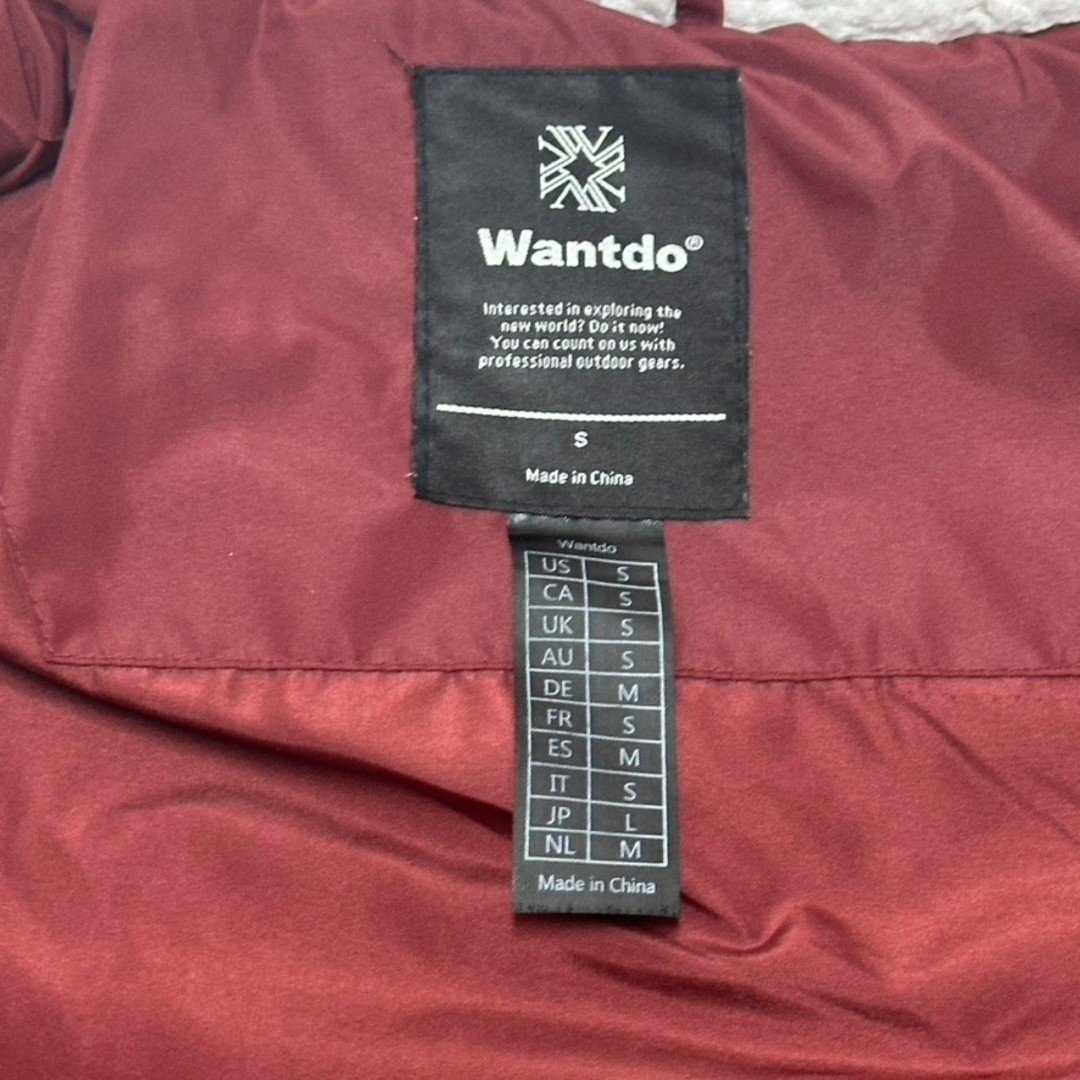 Wantdo®
Interested in exploring the
new world? Do it now!
You can count on us with
professional outdoor gears.
S
Made in China
Wantdo
US S
CA S
UK S
AU S
DE M
FR S
ES M
IT S
JP L
NL M
Made in China